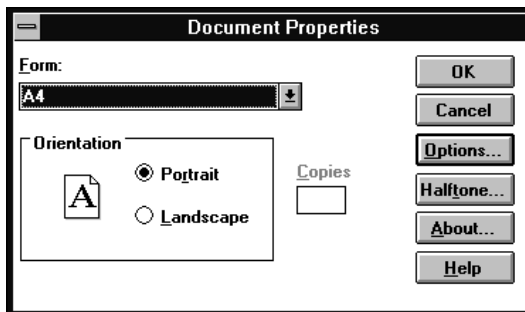 Document Properties
Form:
A4
OK
Cancel
Orientation
Options...
A
Portrait
Copies
Halftone...
Landscape
About...
Help